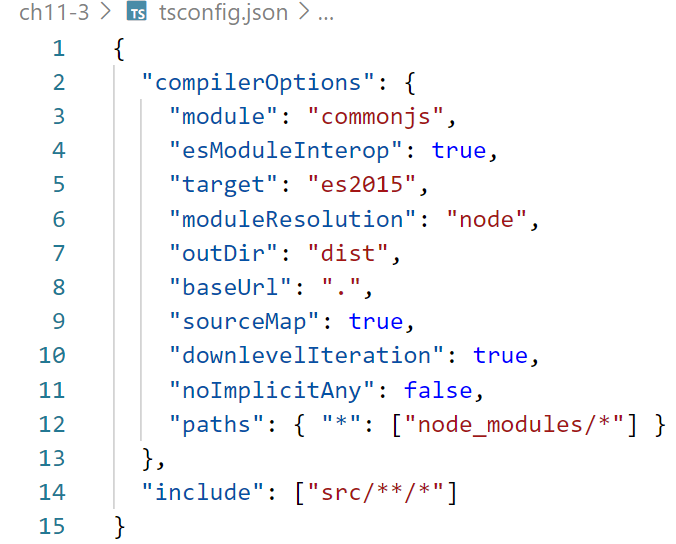 ch11-3 > TS tsconfig.json > ...
1 {
2   "compilerOptions": {
3     "module": "commonjs",
4     "esModuleInterop": true,
5     "target": "es2015",
6     "moduleResolution": "node",
7     "outDir": "dist",
8     "baseUrl": ".",
9     "sourceMap": true,
10     "downlevelIteration": true,
11     "noImplicitAny": false,
12     "paths": { "*": ["node_modules/*"] }
13   },
14   "include": ["src/**/*"]
15 }